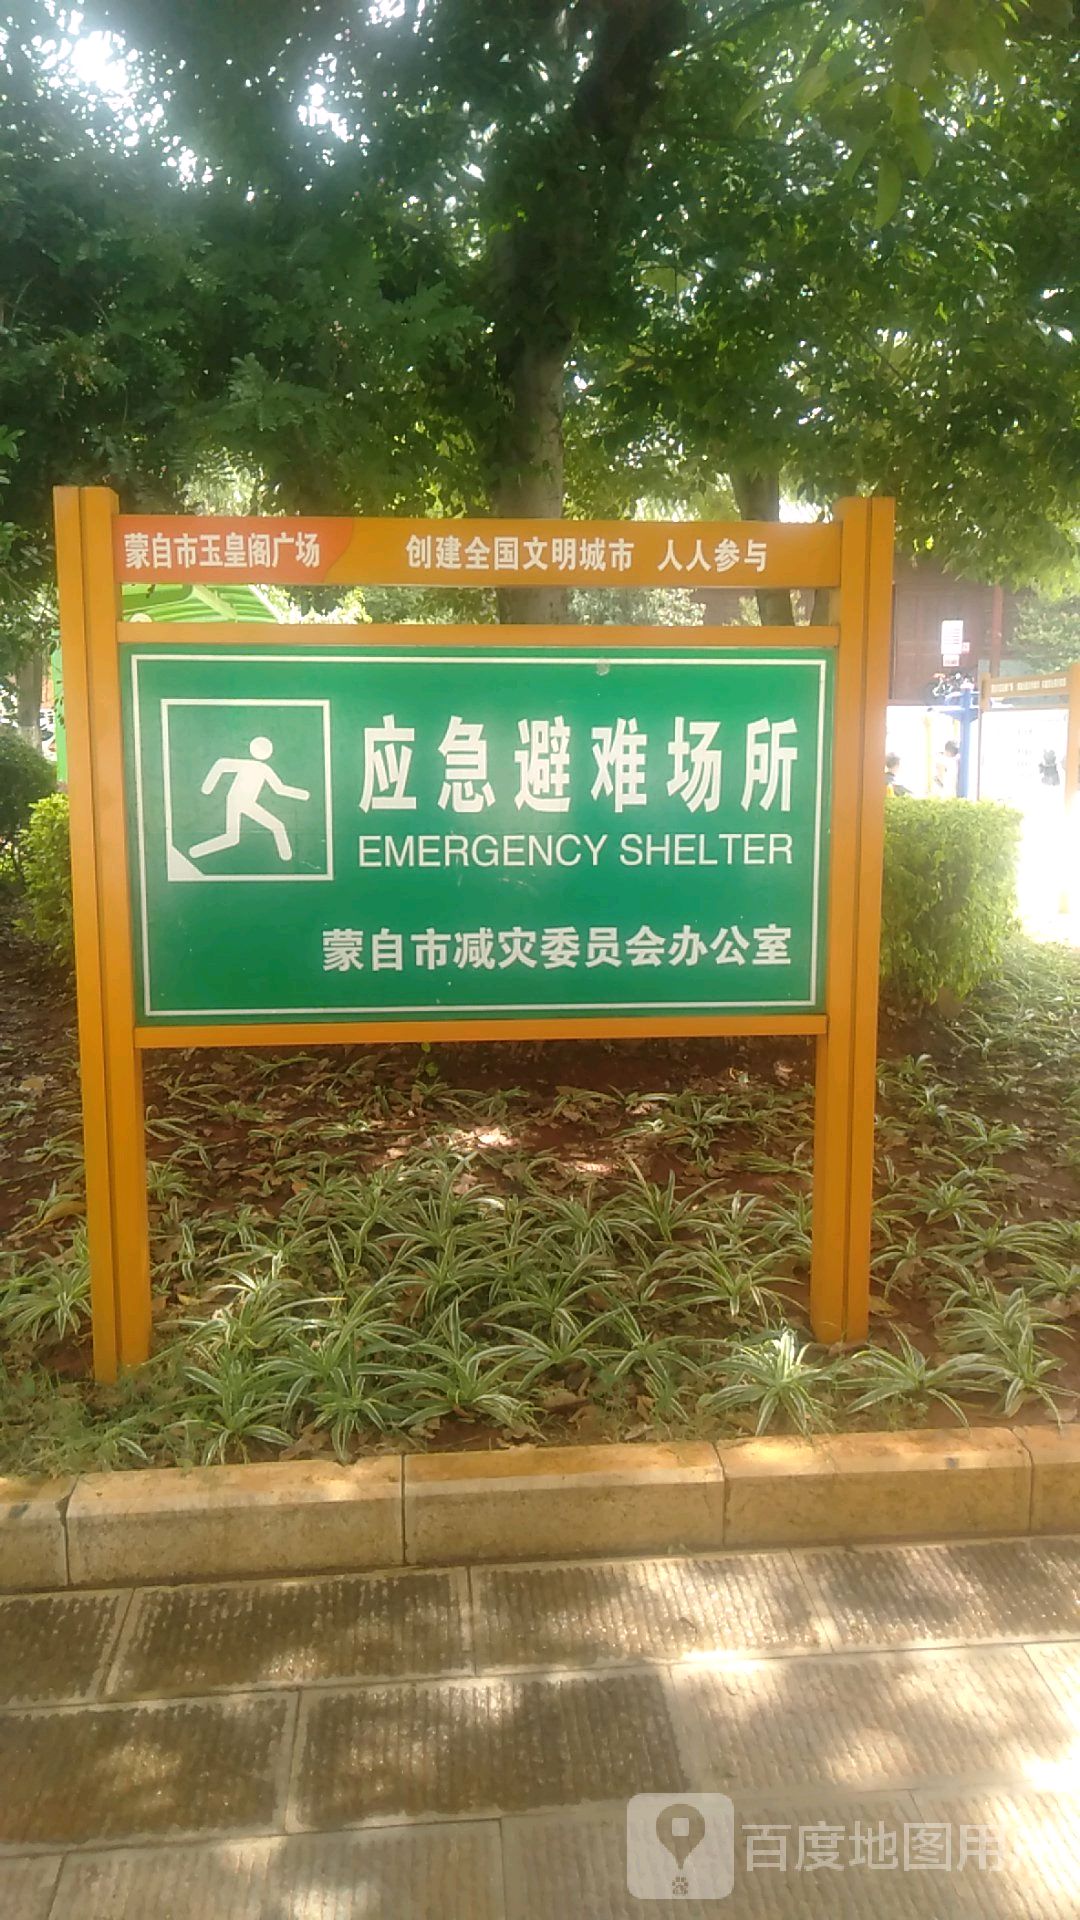 蒙自市玉皇阁广场 创建全国文明城市 人人参与
应急避难场所
EMERGENCY SHELTER
蒙自市减灾委员会办公室
百度地图用